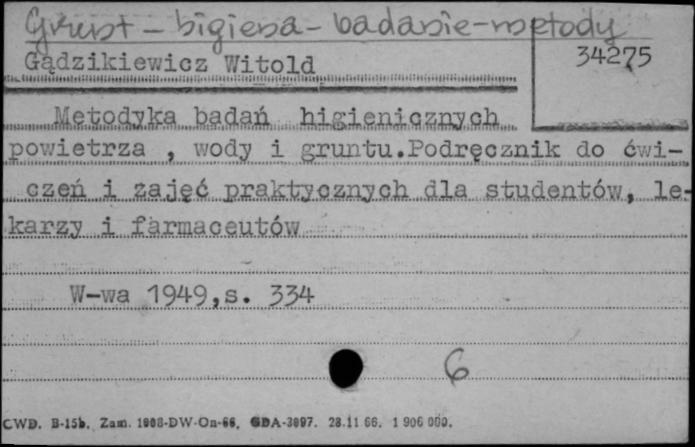 Grunt - higiena - badanie - metody
34275
Gądzikiewicz Witold
Metodyka badań higienicznych
powietrza , wody i gruntu.Podręcznik do ćwi-
czeń i zajęć praktycznych dla studentów, le-
karzy i farmaceutów
W-wa 1949,s. 334
6
CWD. B-15b. Zam. 1908-DW-On-66. GDA-3897. 28.11 66. 1 906 000.